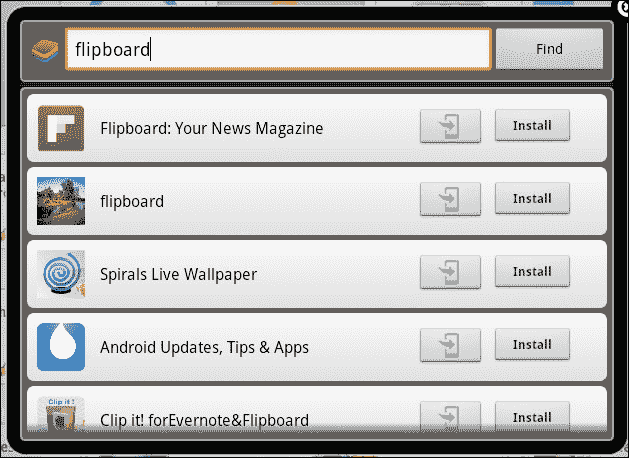 flipboard
Find
Flipboard: Your News Magazine
Install
flipboard
Install
Spirals Live Wallpaper
Install
Android Updates, Tips & Apps
Install
Clip it!
Clip it! forEvernote&Flipboard
Install